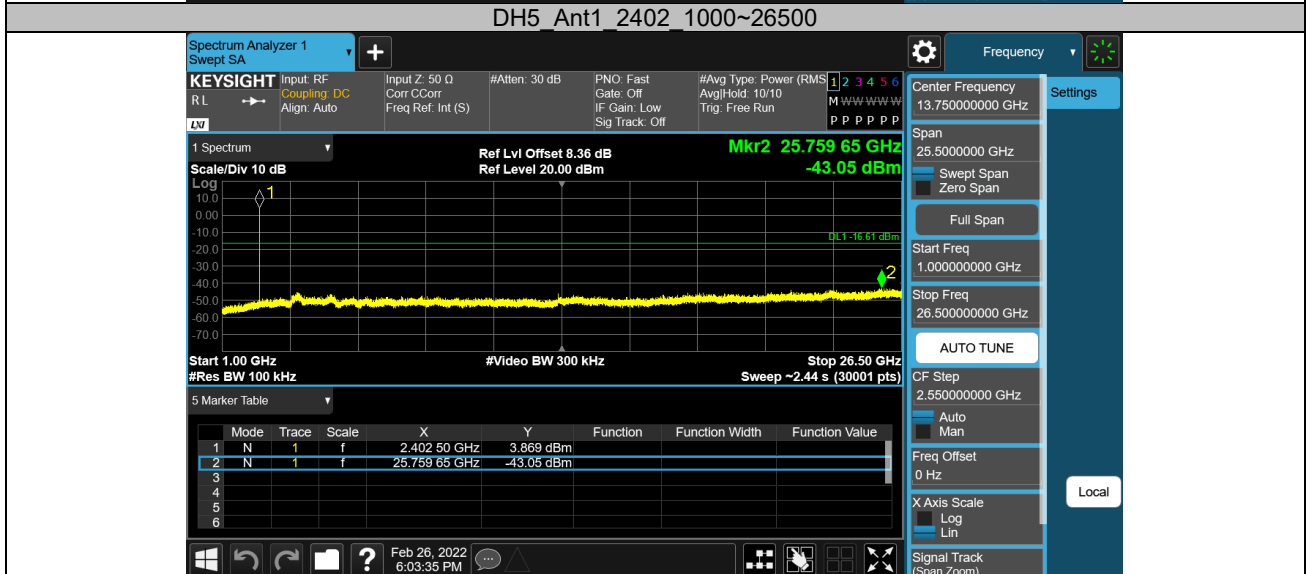 DH5_Ant1_2402_1000~26500
Spectrum Analyzer 1
Swept SA
+
Frequency
KEYSIGHT
Input: RF
Input Z: 50 Ω
#Atten: 30 dB
PNO: Fast
#Avg Type: Power (RMS
1 2 3 4 5 6
RL
Coupling: DC
Corr CCorr
Gate: Off
Avg|Hold: 10/10
M W W W W W
Align: Auto
Freq Ref: Int (S)
IF Gain: Low
Trig: Free Run
LXI
Sig Track: Off
P P P P P P
1 Spectrum
Ref Lvl Offset 8.36 dB
Mkr2 25.759 65 GHz
Scale/Div 10 dB
Ref Level 20.00 dBm
-43.05 dBm
Log
10.0
0.00
-10.0
-20.0
-30.0
-40.0
-50.0
-60.0
-70.0
1
DL1 -16.61 dBm
2
Start 1.00 GHz
#Video BW 300 kHz
Stop 26.50 GHz
#Res BW 100 kHz
Sweep ~2.44 s (30001 pts)
5 Marker Table
Mode Trace Scale X Y Function Function Width Function Value
1 N 1 f 2.402 50 GHz 3.869 dBm
2 N 1 f 25.759 65 GHz -43.05 dBm
3
4
5
6
?
Feb 26, 2022
6:03:35 PM
Center Frequency
13.750000000 GHz
Settings
Span
25.5000000 GHz
Swept Span
Zero Span
Full Span
Start Freq
1.000000000 GHz
Stop Freq
26.500000000 GHz
AUTO TUNE
CF Step
2.550000000 GHz
Auto
Man
Freq Offset
0 Hz
Local
X Axis Scale
Log
Lin
Signal Track
(Span Zoom)